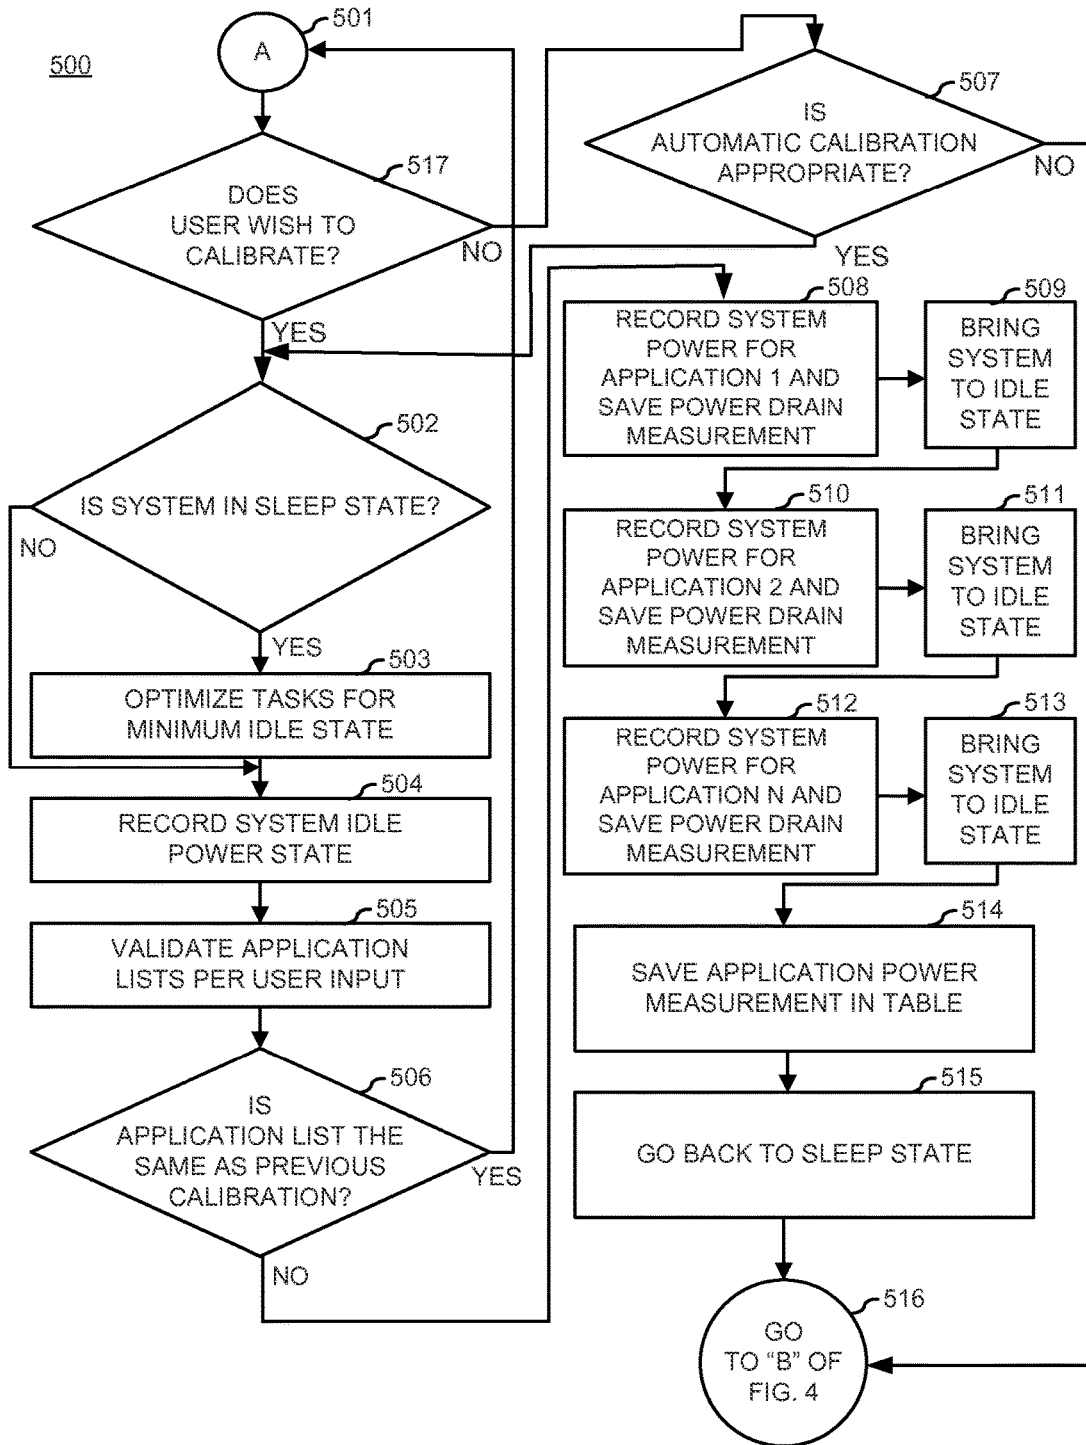 500
501
A
517
DOES
USER WISH TO
CALIBRATE?
NO
YES
502
IS SYSTEM IN SLEEP STATE?
NO
YES
503
OPTIMIZE TASKS FOR
MINIMUM IDLE STATE
504
RECORD SYSTEM IDLE
POWER STATE
505
VALIDATE APPLICATION
LISTS PER USER INPUT
506
IS
APPLICATION LIST THE
SAME AS PREVIOUS
CALIBRATION?
YES
NO
507
IS
AUTOMATIC CALIBRATION
APPROPRIATE?
NO
YES
508
RECORD SYSTEM
POWER FOR
APPLICATION 1 AND
SAVE POWER DRAIN
MEASUREMENT
509
BRING
SYSTEM
TO IDLE
STATE
510
RECORD SYSTEM
POWER FOR
APPLICATION 2 AND
SAVE POWER DRAIN
MEASUREMENT
511
BRING
SYSTEM
TO IDLE
STATE
512
RECORD SYSTEM
POWER FOR
APPLICATION N AND
SAVE POWER DRAIN
MEASUREMENT
513
BRING
SYSTEM
TO IDLE
STATE
514
SAVE APPLICATION POWER
MEASUREMENT IN TABLE
515
GO BACK TO SLEEP STATE
516
GO
TO "B" OF
FIG. 4